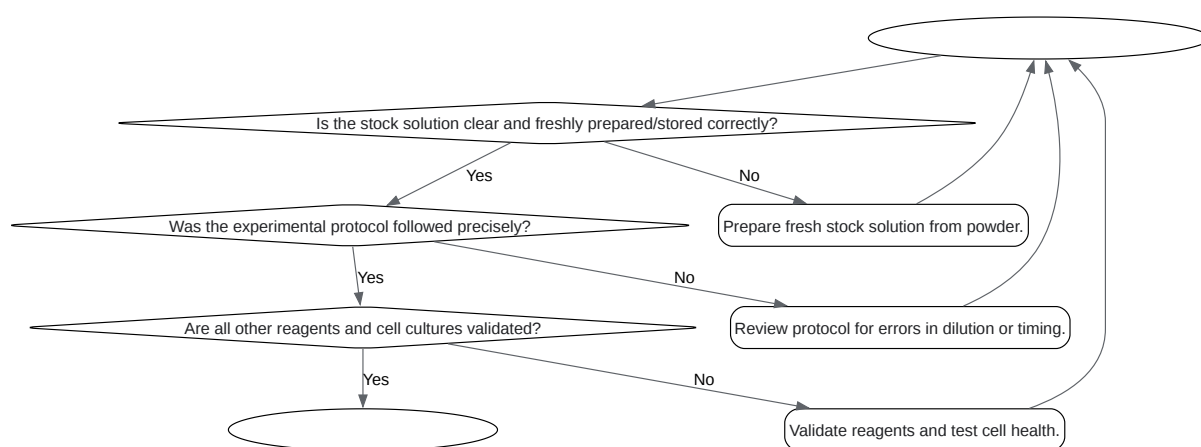 Is the stock solution clear and freshly prepared/stored correctly?
Yes
No
Was the experimental protocol followed precisely?
Prepare fresh stock solution from powder.
Yes
No
Are all other reagents and cell cultures validated?
Review protocol for errors in dilution or timing.
Yes
No
Validate reagents and test cell health.